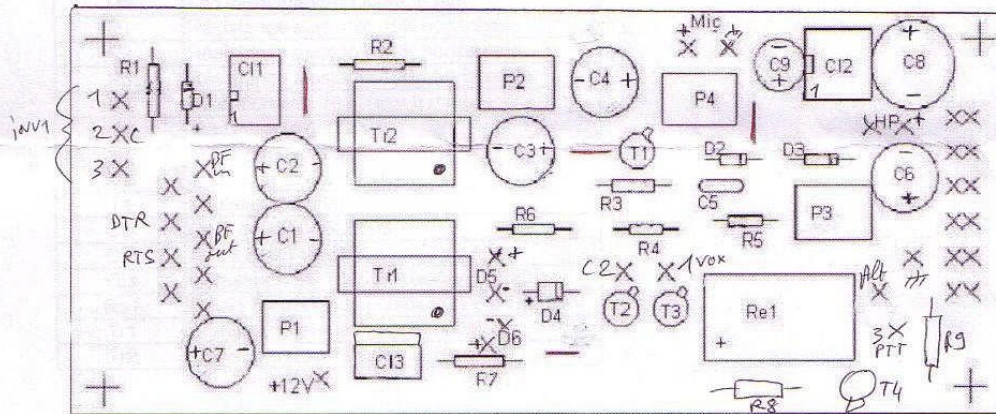 Mic
R1
R2
CI1
1
D1
+
P2
C4
- +
P4
C9
- +
CI2
1
C8
+ -
inv1
1
2 C
3
Tr2
HP +
BF in
C2
+ -
C3
- +
T1
D2
D3
C6
- +
R3
C5
P3
DTR
BF out
C1
+ -
R6
R4
R5
RTS
Tr1
D5
+
-
C2
1 VOX
Alt
D4
+
T2
T3
Re1
+
P1
D6
- +
3
PTT
R9
C7
+ -
CI3
R7
+12V
R8
T4